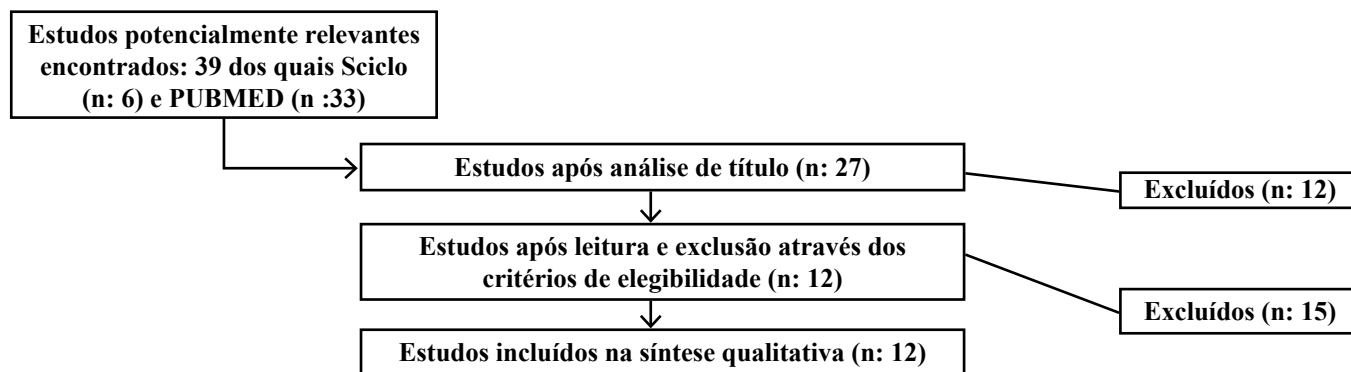 Estudos potencialmente relevantes
encontrados: 39 dos quais Sciclo
(n: 6) e PUBMED (n :33)
Estudos após análise de título (n: 27)
Excluídos (n: 12)
Estudos após leitura e exclusão através dos
critérios de elegibilidade (n: 12)
Excluídos (n: 15)
Estudos incluídos na síntese qualitativa (n: 12)